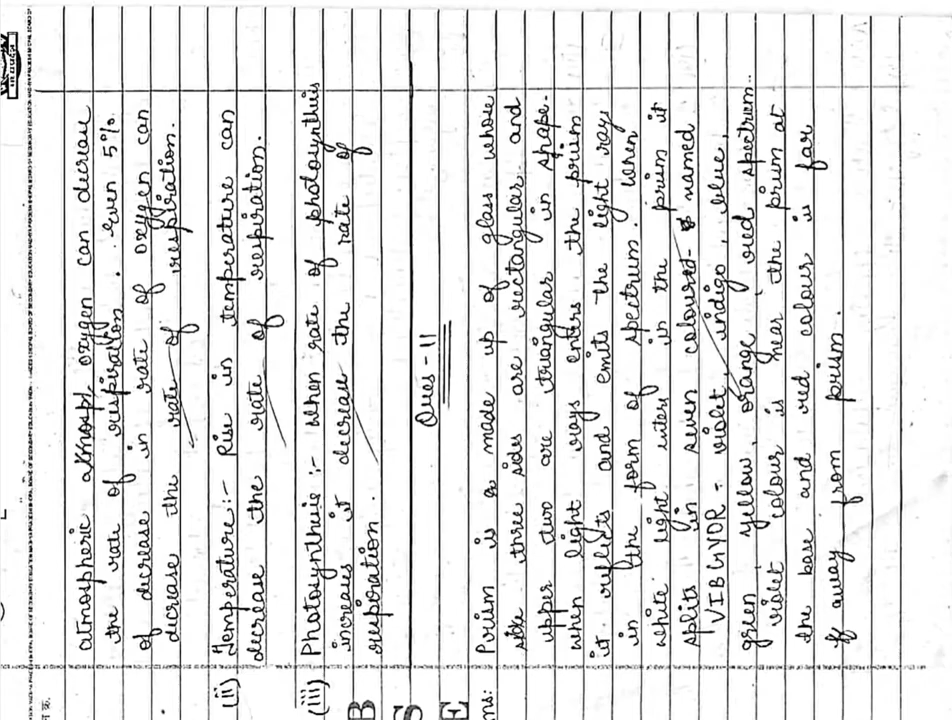 atmospheric oxygen can decrease
the rate of respiration. even 5%.
of decrease in rate of oxygen can
decrease the rate of respiration.
(ii) Temperature:- Rise in temperature can
decrease the rate of respiration.
(iii) Photosynthie:- when rate of photosynthis
increases it decrease the rate of
respiration.
B
S
E
Ques - 11
ns: Prism is a made up of glass whose
three sides are rectangular and
upper two are triangular in shape.
when light rays enters the prism
it and emits the light ray
in the form of spectrum. when
white light enters in the prism it
splits in seven coloured- named
VIBGYOR - violet, indigo, blue,
green, yellow, orange, red spectrum..
violet colour is near the prism at
the base and red colour is far
away from prism.